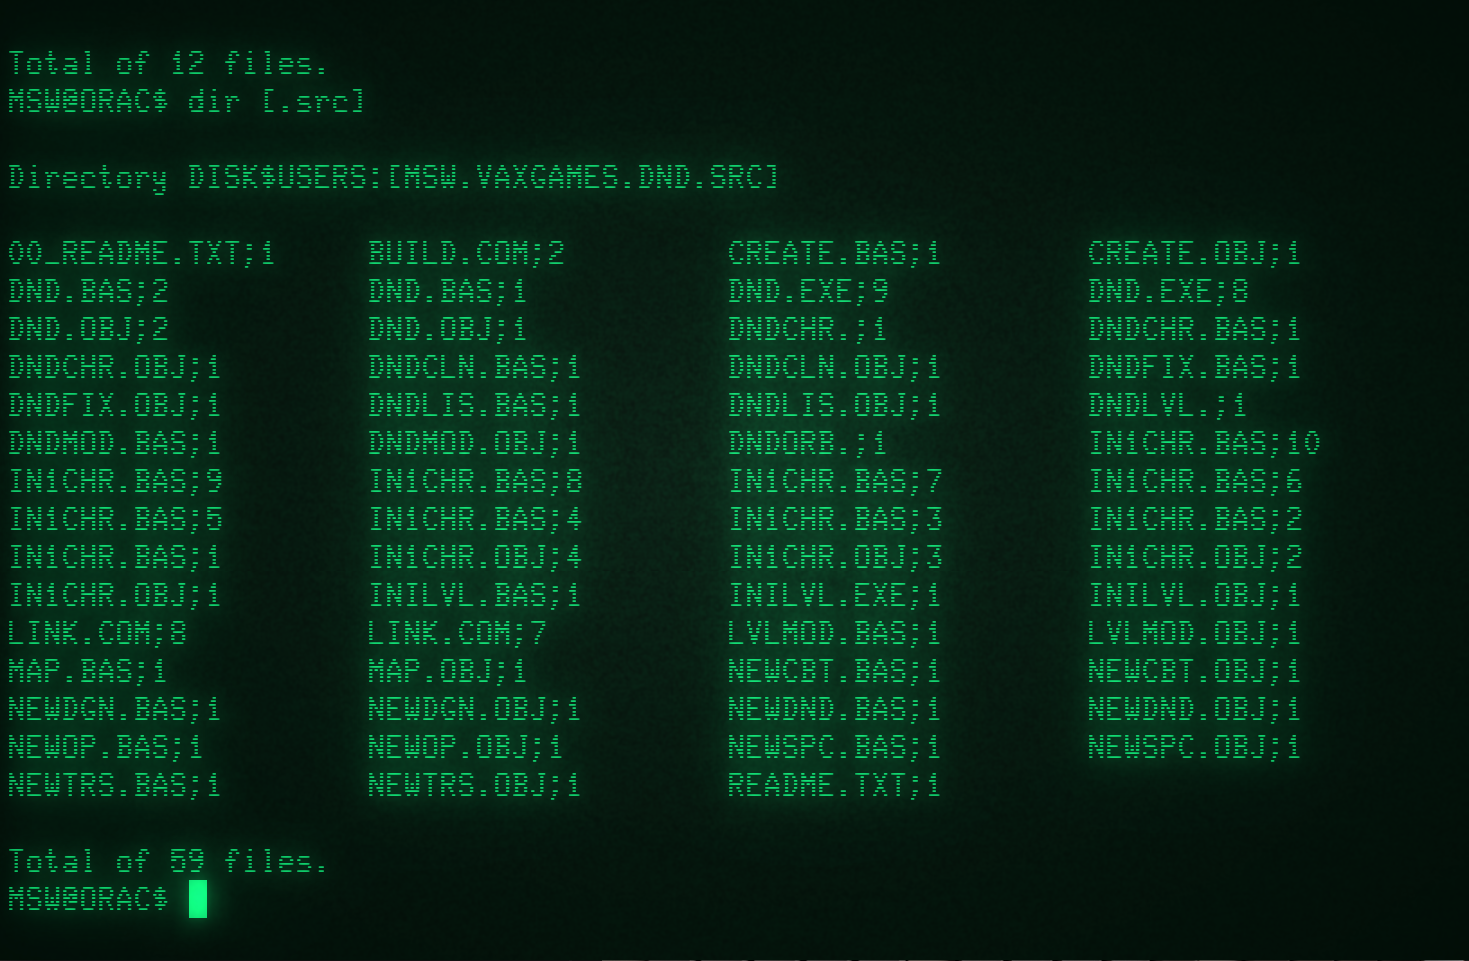 Total of 12 files.
MSW@ORAC$ dir [.src]
Directory DISK$USERS:[MSW.VAXGAMES.DND.SRC]
00_README.TXT;1 BUILD.COM;2 CREATE.BAS;1 CREATE.OBJ;1
DND.BAS;2 DND.BAS;1 DND.EXE;9 DND.EXE;8
DND.OBJ;2 DND.OBJ;1 DNDCHR.;1 DNDCHR.BAS;1
DNDCHR.OBJ;1 DNDCLN.BAS;1 DNDCLN.OBJ;1 DNDFIX.BAS;1
DNDFIX.OBJ;1 DNDLIS.BAS;1 DNDLIS.OBJ;1 DNDLVL.;1
DNDMOD.BAS;1 DNDMOD.OBJ;1 DNDORB.;1 IN1CHR.BAS;10
IN1CHR.BAS;9 IN1CHR.BAS;8 IN1CHR.BAS;7 IN1CHR.BAS;6
IN1CHR.BAS;5 IN1CHR.BAS;4 IN1CHR.BAS;3 IN1CHR.BAS;2
IN1CHR.BAS;1 IN1CHR.OBJ;4 IN1CHR.OBJ;3 IN1CHR.OBJ;2
IN1CHR.OBJ;1 INILVL.BAS;1 INILVL.EXE;1 INILVL.OBJ;1
LINK.COM;8 LINK.COM;7 LVLMOD.BAS;1 LVLMOD.OBJ;1
MAP.BAS;1 MAP.OBJ;1 NEWCBT.BAS;1 NEWCBT.OBJ;1
NEWDGN.BAS;1 NEWDGN.OBJ;1 NEWDND.BAS;1 NEWDND.OBJ;1
NEWOP.BAS;1 NEWOP.OBJ;1 NEWSPC.BAS;1 NEWSPC.OBJ;1
NEWTRS.BAS;1 NEWTRS.OBJ;1 README.TXT;1
Total of 59 files.
MSW@ORAC$